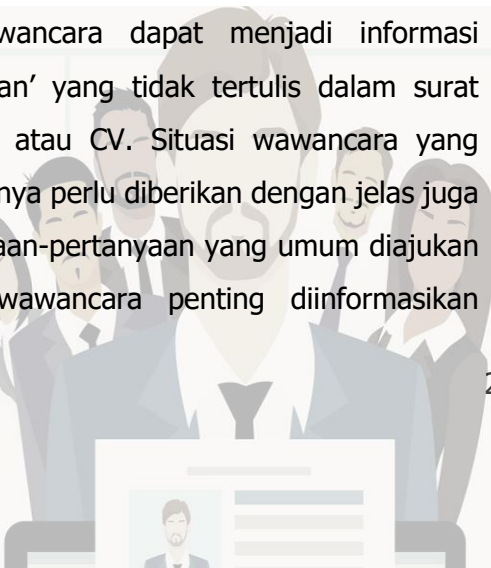 wancara dapat menjadi informasi
an’ yang tidak tertulis dalam surat
atau CV. Situasi wawancara yang
nya perlu diberikan dengan jelas juga
aan-pertanyaan yang umum diajukan
wawancara penting diinformasikan
2